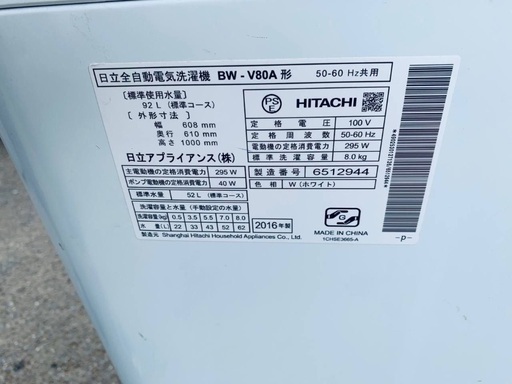 日立全自動電気洗濯機 BW-V80A 形 50-60 Hz共用
［標準使用水量］
92 L（標準コース）
［外形寸法］
幅 608 mm
奥行 610 mm
高さ 1000 mm
日立アプライアンス（株）
主電動機の定格消費電力 295 W
ポンプ電動機の定格消費電力 40 W
標準水量 52 L（標準コース）
洗濯容量と水量（手動設定の水量）
洗濯容量(kg) 0.5 3.5 5.5 7.0 8.0
水量（L） 22 33 43 52 62
製造元 Shanghai Hitachi Household Appliances Co., Ltd.
PS
E
HITACHI
定格電圧 100 V
定格周波数 50-60 Hz
電動機の定格消費電力 295 W
標準洗濯・脱水容量 8.0 kg
製造番号 6512944
色相 W（ホワイト）
2016年製
G
MADE IN CHINA
1CHSE3665-A
-p-